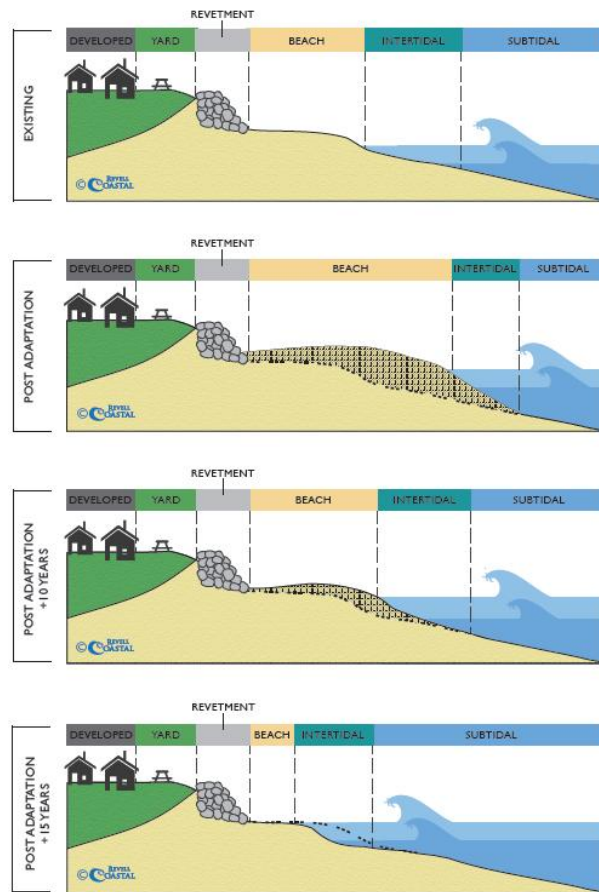 REVETMENT
DEVELOPED YARD BEACH INTERTIDAL SUBTIDAL
EXISTING
© REVELL
COASTAL
REVETMENT
DEVELOPED YARD BEACH INTERTIDAL SUBTIDAL
POST ADAPTATION
© REVELL
COASTAL
REVETMENT
DEVELOPED YARD BEACH INTERTIDAL SUBTIDAL
POST ADAPTATION
+10 YEARS
© REVELL
COASTAL
REVETMENT
DEVELOPED YARD BEACH INTERTIDAL SUBTIDAL
POST ADAPTATION
+15 YEARS
© REVELL
COASTAL